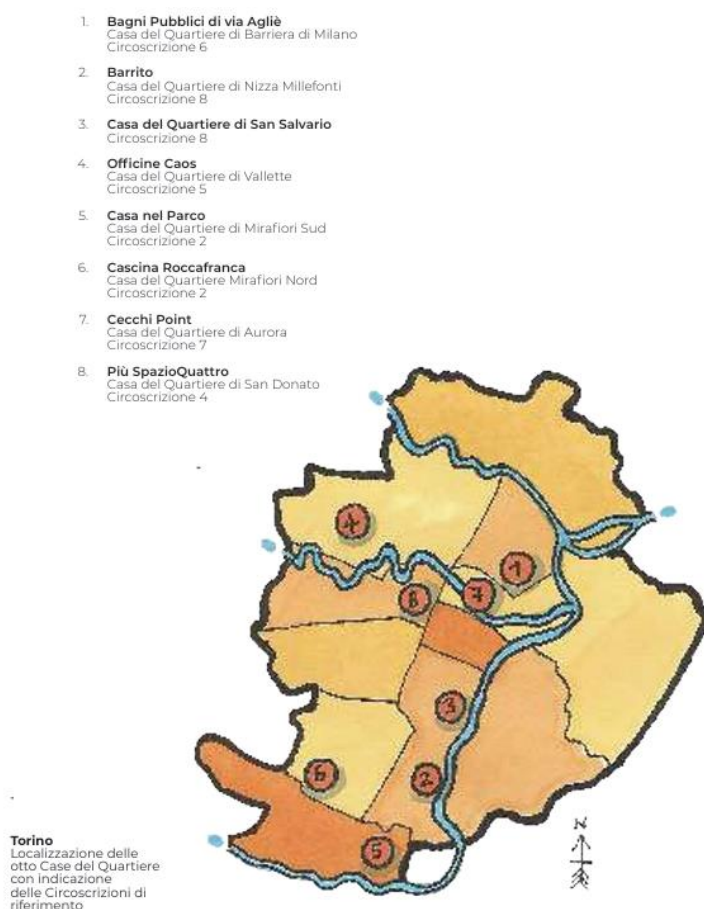 1. Bagni Pubblici di via Agliè
Casa del Quartiere di Barriera di Milano
Circoscrizione 6
2. Barrito
Casa del Quartiere di Nizza Millefonti
Circoscrizione 8
3. Casa del Quartiere di San Salvario
Circoscrizione 8
4. Officine Caos
Casa del Quartiere di Vallette
Circoscrizione 5
5. Casa nel Parco
Casa del Quartiere di Mirafiori Sud
Circoscrizione 2
6. Cascina Roccafranca
Casa del Quartiere Mirafiori Nord
Circoscrizione 2
7. Cecchi Point
Casa del Quartiere di Aurora
Circoscrizione 7
8. Più SpazioQuattro
Casa del Quartiere di San Donato
Circoscrizione 4
4
1
7
8
3
6
2
5
N
Torino
Localizzazione delle
otto Case del Quartiere
con indicazione
delle Circoscrizioni di
riferimento